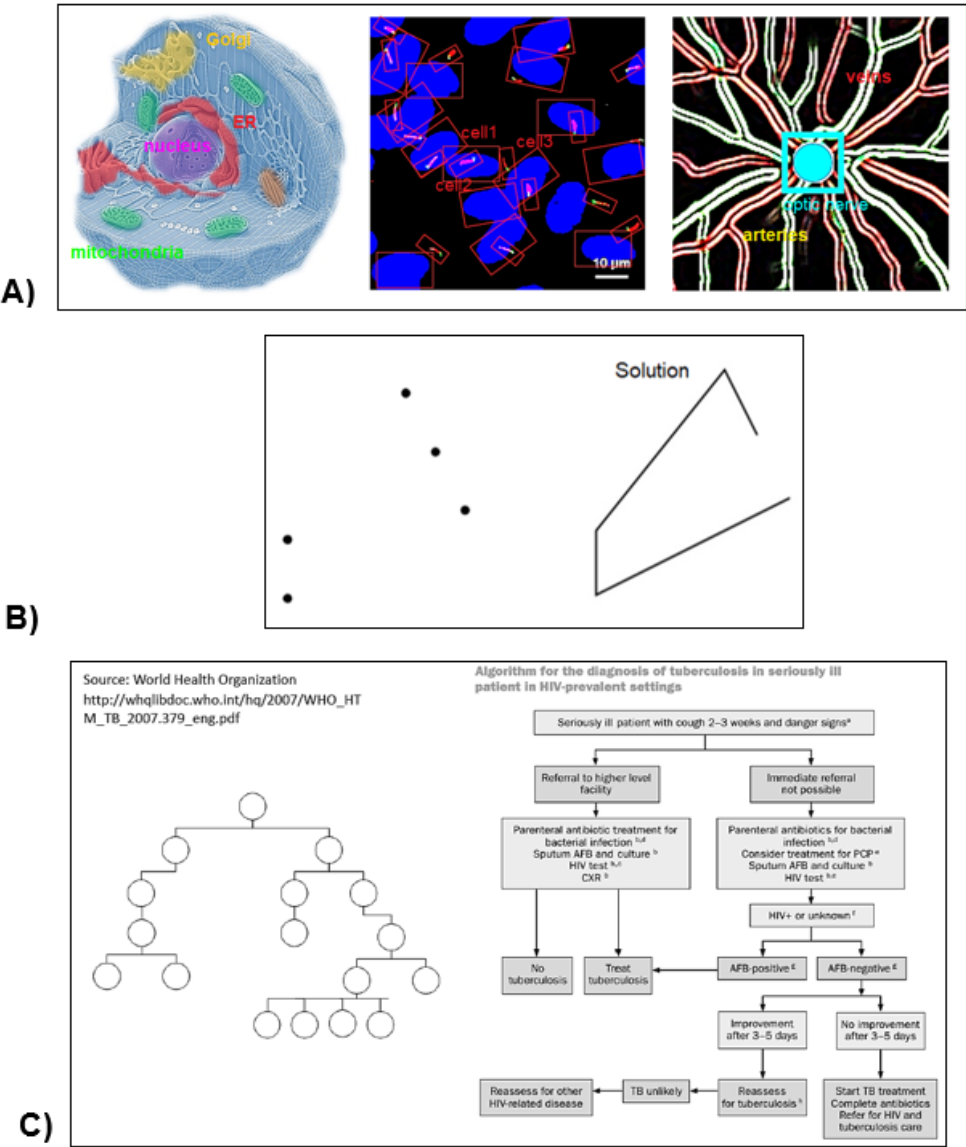 Golgi
ER
nucleus
mitochondria
cell1
cell3
cell2
10 µm
veins
optic nerve
arteries
A)
Solution
B)
Source: World Health Organization
http://whqlibdoc.who.int/hq/2007/WHO_HT
M_TB_2007.379_eng.pdf
Algorithm for the diagnosis of tuberculosis in seriously ill
patient in HIV-prevalent settings
Seriously ill patient with cough 2–3 weeks and danger signsᵃ
Referral to higher level
facility
Immediate referral
not possible
Parenteral antibiotic treatment for
bacterial infection ᵇ,ᵈ
Sputum AFB and culture ᵇ
HIV test ᵇ,ᶜ
CXR ᵇ
Parenteral antibiotics for bacterial
infection ᵇ,ᵈ
Consider treatment for PCP ᵉ
Sputum AFB and culture ᵇ
HIV test ᵇ,ᶜ
HIV+ or unknown ᶠ
No
tuberculosis
Treat
tuberculosis
AFB-positive ᵍ
AFB-negative ᵍ
Improvement
after 3–5 days
No improvement
after 3–5 days
Reassess for other
HIV-related disease
TB unlikely
Reassess
for tuberculosis ʰ
Start TB treatment
Complete antibiotics
Refer for HIV and
tuberculosis care
C)